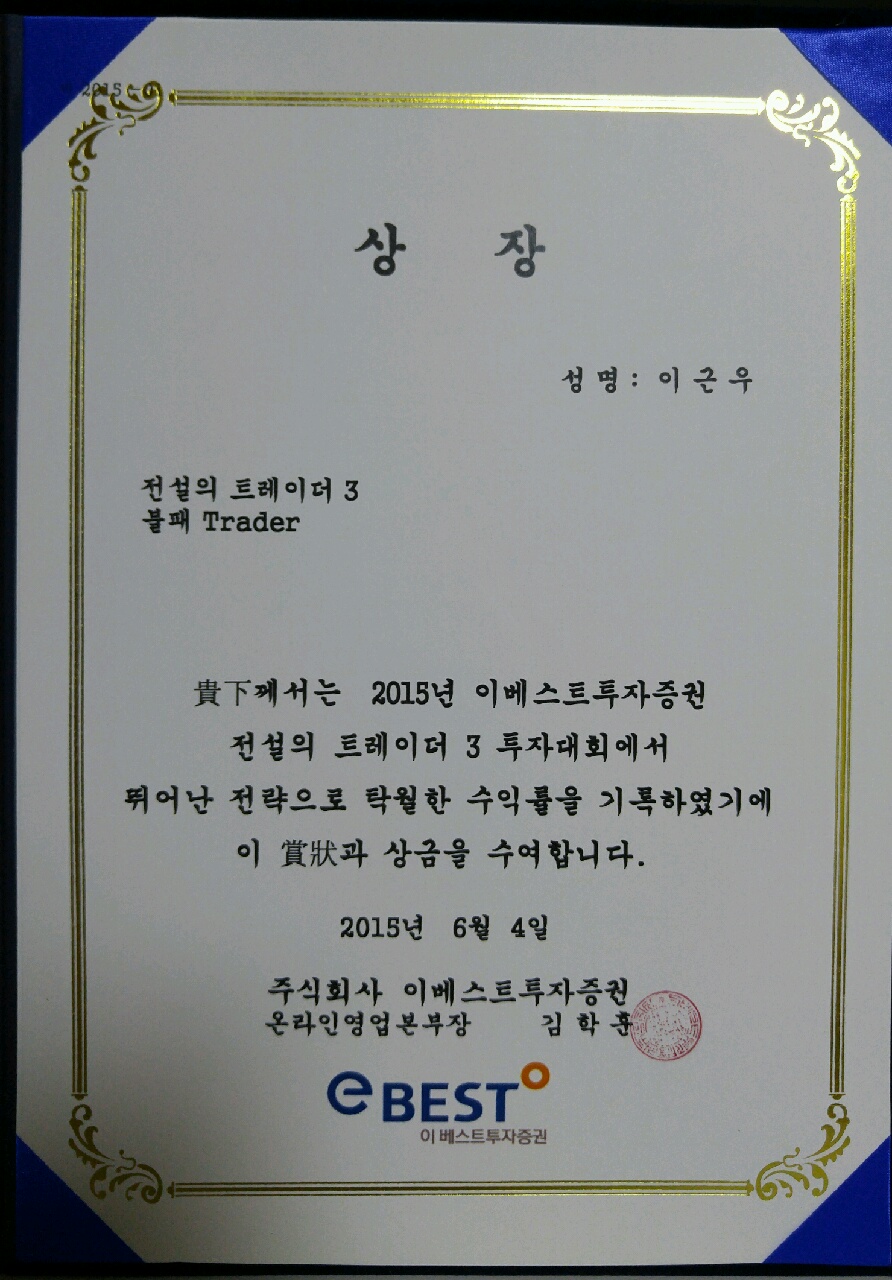 2015 -
상 장
성명: 이근우
전설의 트레이더 3
불패 Trader
貴下께서는 2015년 이베스트투자증권
전설의 트레이더 3 투자대회에서
뛰어난 전략으로 탁월한 수익률을 기록하였기에
이 賞狀과 상금을 수여합니다.
2015년 6월 4일
주식회사 이베스트투자증권
온라인영업본부장 김학훈
eBEST
이베스트투자증권